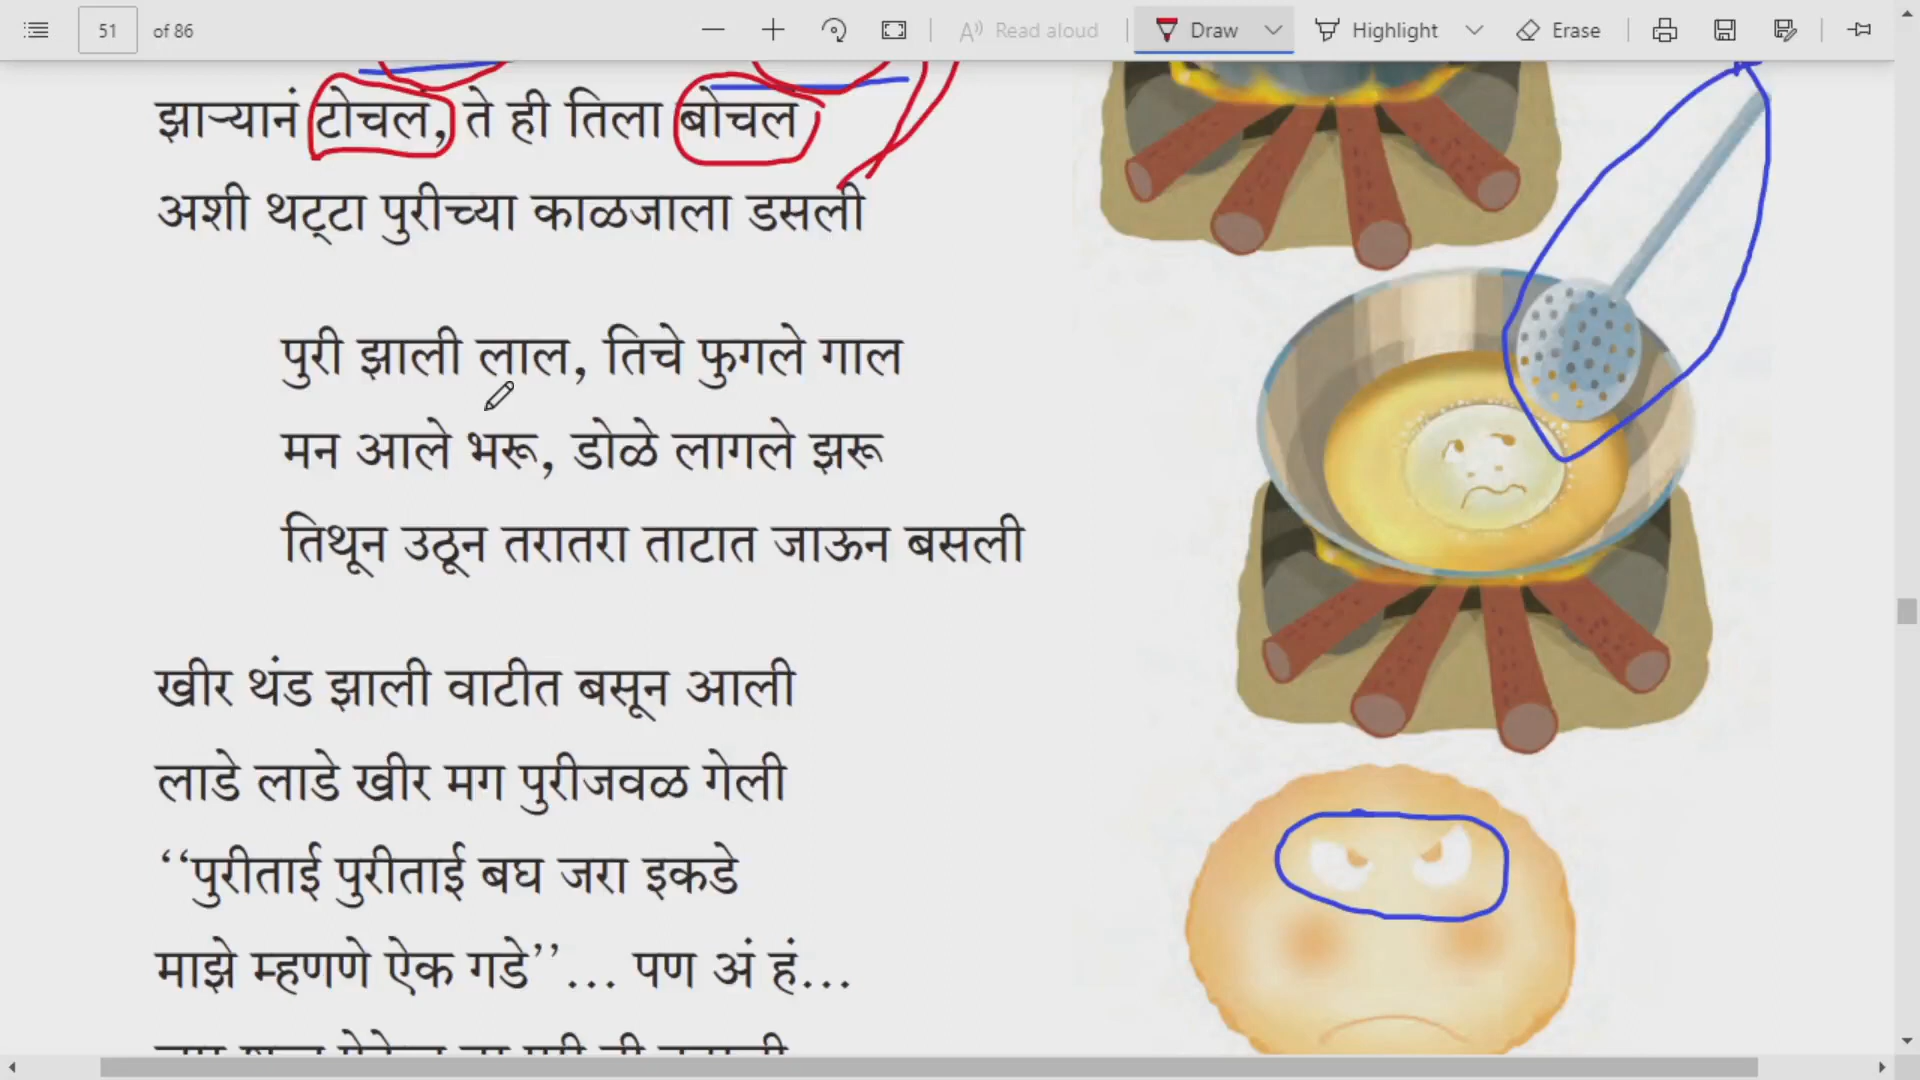 51 of 86 Read aloud Draw Highlight Erase
झाऱ्यानं टोचल, ते ही तिला बोचल
अशी थट्टा पुरीच्या काळजाला डसली
पुरी झाली लाल, तिचे फुगले गाल
मन आले भरू, डोळे लागले झरू
तिथून उठून तरातरा ताटात जाऊन बसली
खीर थंड झाली वाटीत बसून आली
लाडे लाडे खीर मग पुरीजवळ गेली
‘‘पुरीताई पुरीताई बघ जरा इकडे
माझे म्हणणे ऐक गडे’’... पण अं हं...